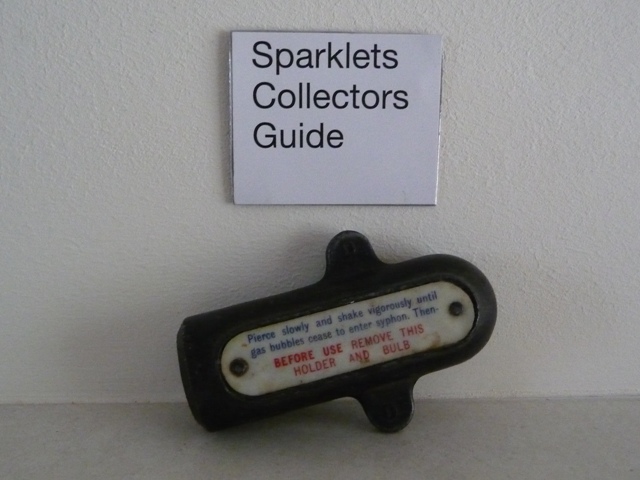 Sparklets
Collectors
Guide
Pierce slowly and shake vigorously until
gas bubbles cease to enter syphon. Then-
BEFORE USE REMOVE THIS
HOLDER AND BULB